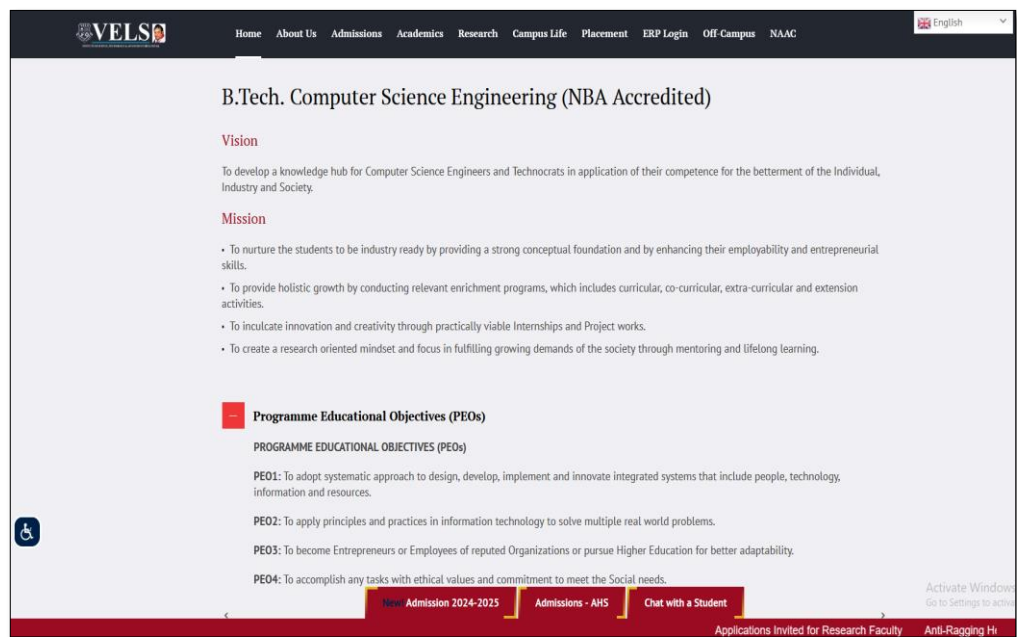 VELS
Home About Us Admissions Academics Research Campus Life Placement ERP Login Off-Campus NAAC
English
B.Tech. Computer Science Engineering (NBA Accredited)
Vision
To develop a knowledge hub for Computer Science Engineers and Technocrats in application of their competence for the betterment of the Individual,
Industry and Society.
Mission
• To nurture the students to be industry ready by providing a strong conceptual foundation and by enhancing their employability and entrepreneurial
skills.
• To provide holistic growth by conducting relevant enrichment programs, which includes curricular, co-curricular, extra-curricular and extension
activities.
• To inculcate innovation and creativity through practically viable Internships and Project works.
• To create a research oriented mindset and focus in fulfilling growing demands of the society through mentoring and lifelong learning.
Programme Educational Objectives (PEOs)
PROGRAMME EDUCATIONAL OBJECTIVES (PEOs)
PEO1: To adopt systematic approach to design, develop, implement and innovate integrated systems that include people, technology,
information and resources.
PEO2: To apply principles and practices in information technology to solve multiple real world problems.
PEO3: To become Entrepreneurs or Employees of reputed Organizations or pursue Higher Education for better adaptability.
PEO4: To accomplish any tasks with ethical values and commitment to meet the Social needs.
Activate Windows
Go to Settings to activa
New! Admission 2024-2025 Admissions - AHS Chat with a Student
Applications Invited for Research Faculty Anti-Ragging H